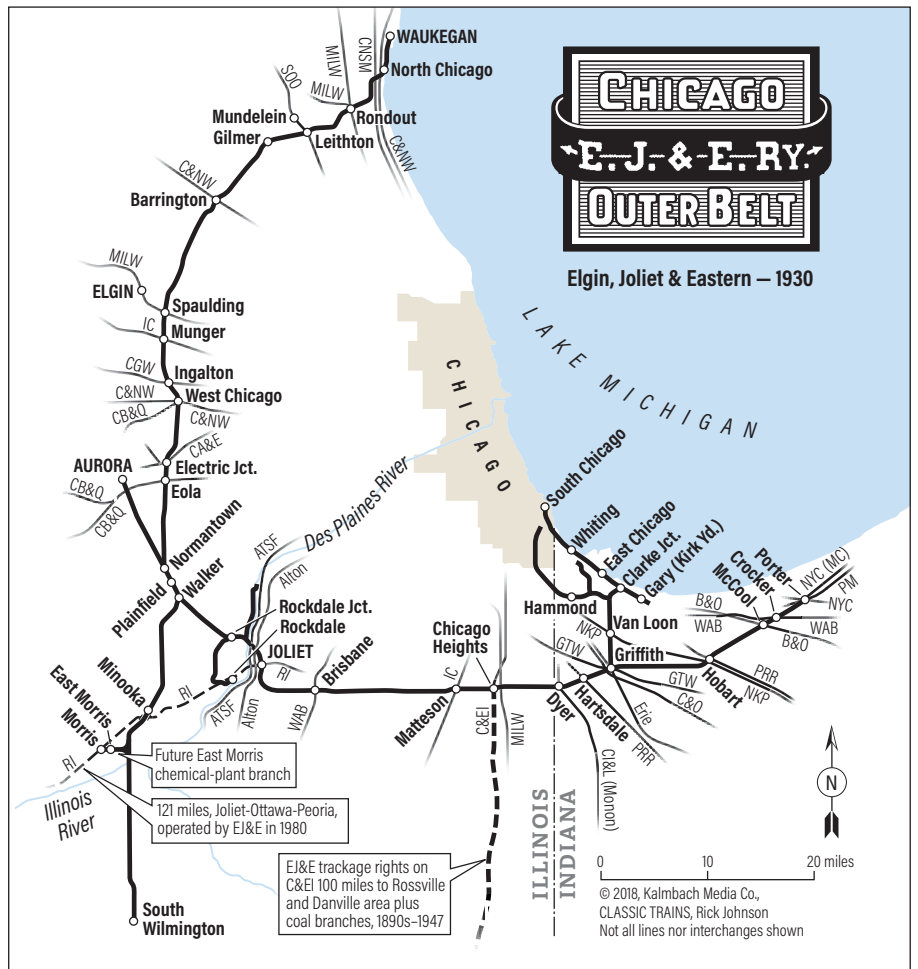 WAUKEGAN
North Chicago
CNSM
MILW
MILW
SOO
Mundelein
Gilmer
Leithton
Rondout
C&NW
C&NW
Barrington
MILW
ELGIN
Spaulding
IC
Munger
CGW
Ingalton
C&NW
West Chicago
CB&Q
C&NW
CA&E
AURORA
Electric Jct.
Eola
CB&Q
CB&Q
Normantown
Walker
Plainfield
ATSF
Alton
Des Plaines River
Rockdale Jct.
Rockdale
JOLIET
RI
Brisbane
WAB
ATSF
Alton
Minooka
RI
East Morris
Morris
RI
Illinois
River
Future East Morris
chemical-plant branch
121 miles, Joliet-Ottawa-Peoria,
operated by EJ&E in 1980
South
Wilmington
EJ&E trackage rights on
C&EI 100 miles to Rossville
and Danville area plus
coal branches, 1890s–1947
CHICAGO
E. J. & E. RY.
OUTER BELT
Elgin, Joliet & Eastern — 1930
LAKE MICHIGAN
CHICAGO
South Chicago
Whiting
East Chicago
Clarke Jct.
Gary (Kirk Yd.)
Hammond
Van Loon
NKP
GTW
Griffith
Chicago
Heights
IC
Matteson
C&EI
MILW
Dyer
Hartsdale
CI&L (Monon)
Erie
PRR
GTW
C&O
Hobart
PRR
NKP
McCool
Crocker
Porter
B&O
WAB
NYC (MC)
PM
NYC
WAB
B&O
ILLINOIS
INDIANA
N
0 10 20 miles
© 2018, Kalmbach Media Co.,
CLASSIC TRAINS, Rick Johnson
Not all lines nor interchanges shown